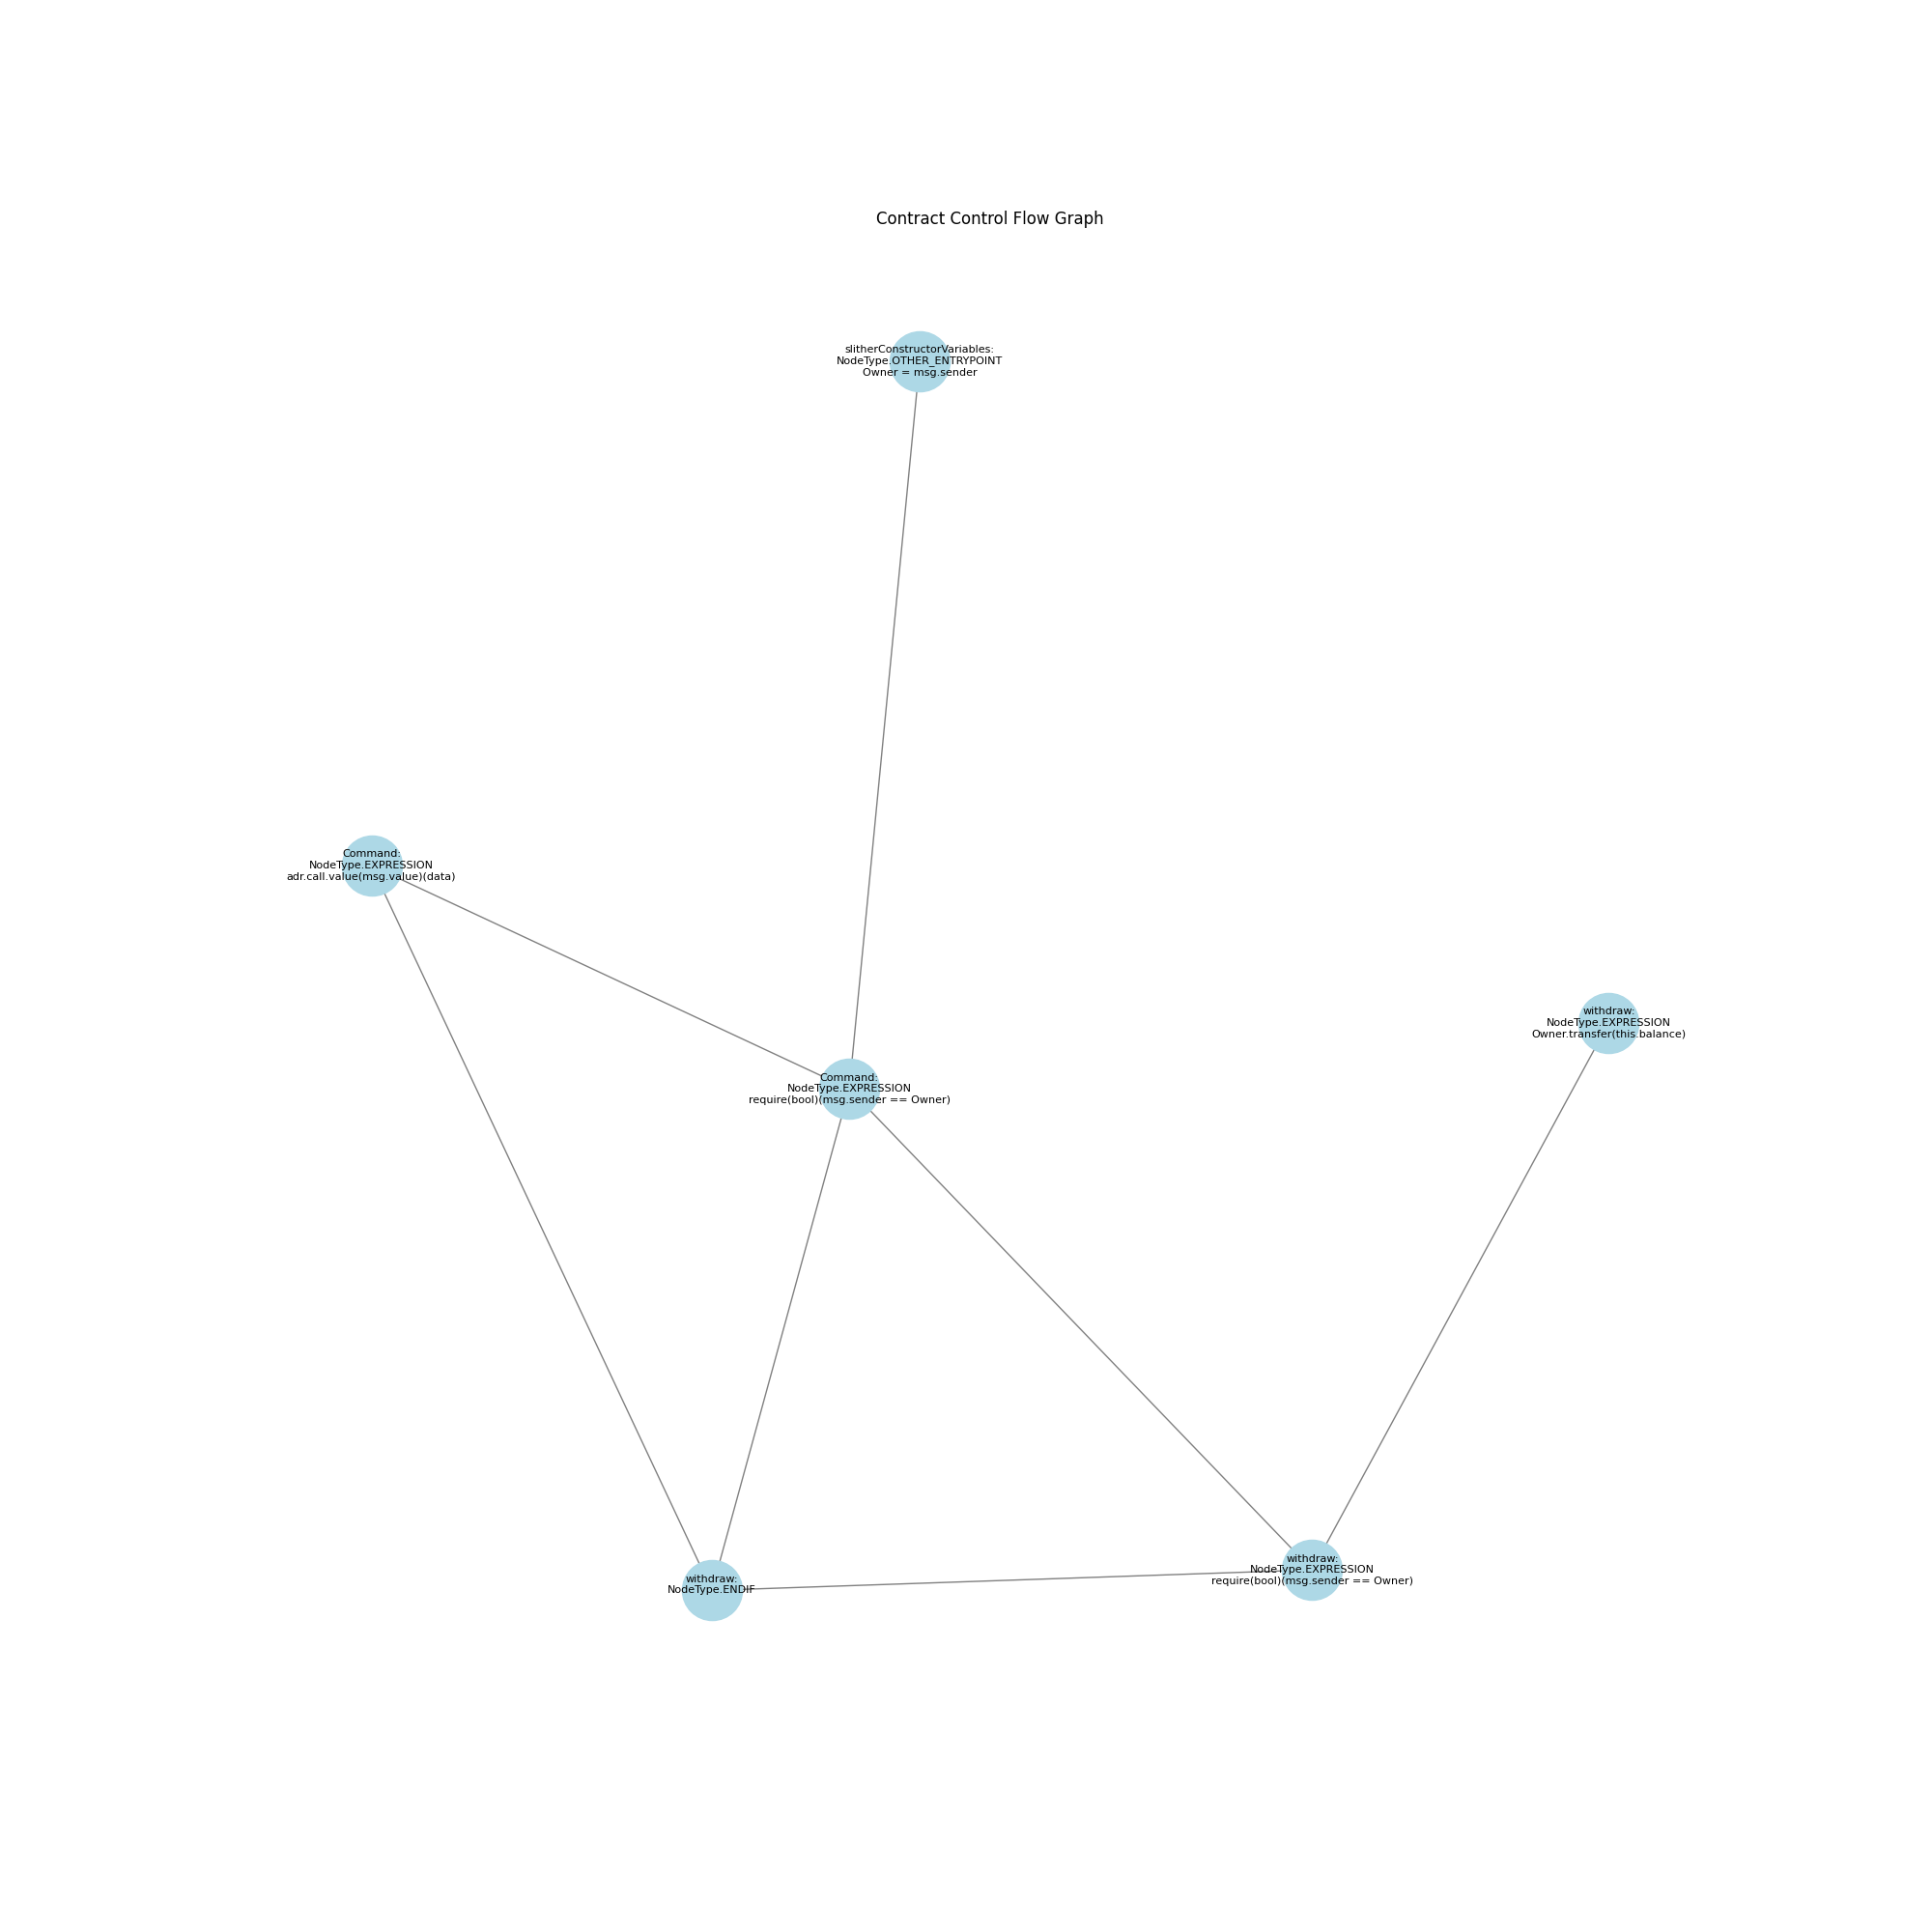 Contract Control Flow Graph
slitherConstructorVariables:
NodeType.OTHER_ENTRYPOINT
Owner = msg.sender
Command:
NodeType.EXPRESSION
adr.call.value(msg.value)(data)
withdraw:
NodeType.EXPRESSION
Owner.transfer(this.balance)
Command:
NodeType.EXPRESSION
require(bool)(msg.sender == Owner)
withdraw:
NodeType.EXPRESSION
require(bool)(msg.sender == Owner)
withdraw:
NodeType.ENDIF